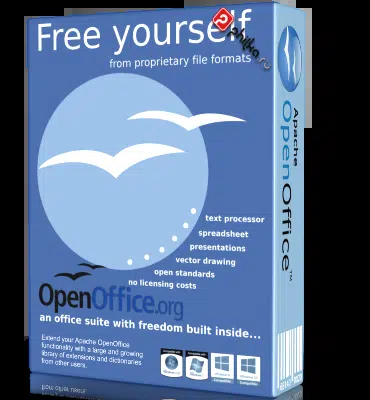 Free yourself
from proprietary file formats
text processor
spreadsheet
presentations
vector drawing
open standards
no licensing costs
OpenOffice.org
an office suite with freedom built inside...
Extend your Apache OpenOffice
functionality with a large and growing
library of extensions and dictionaries
from other users.
Apache
OpenOffice™